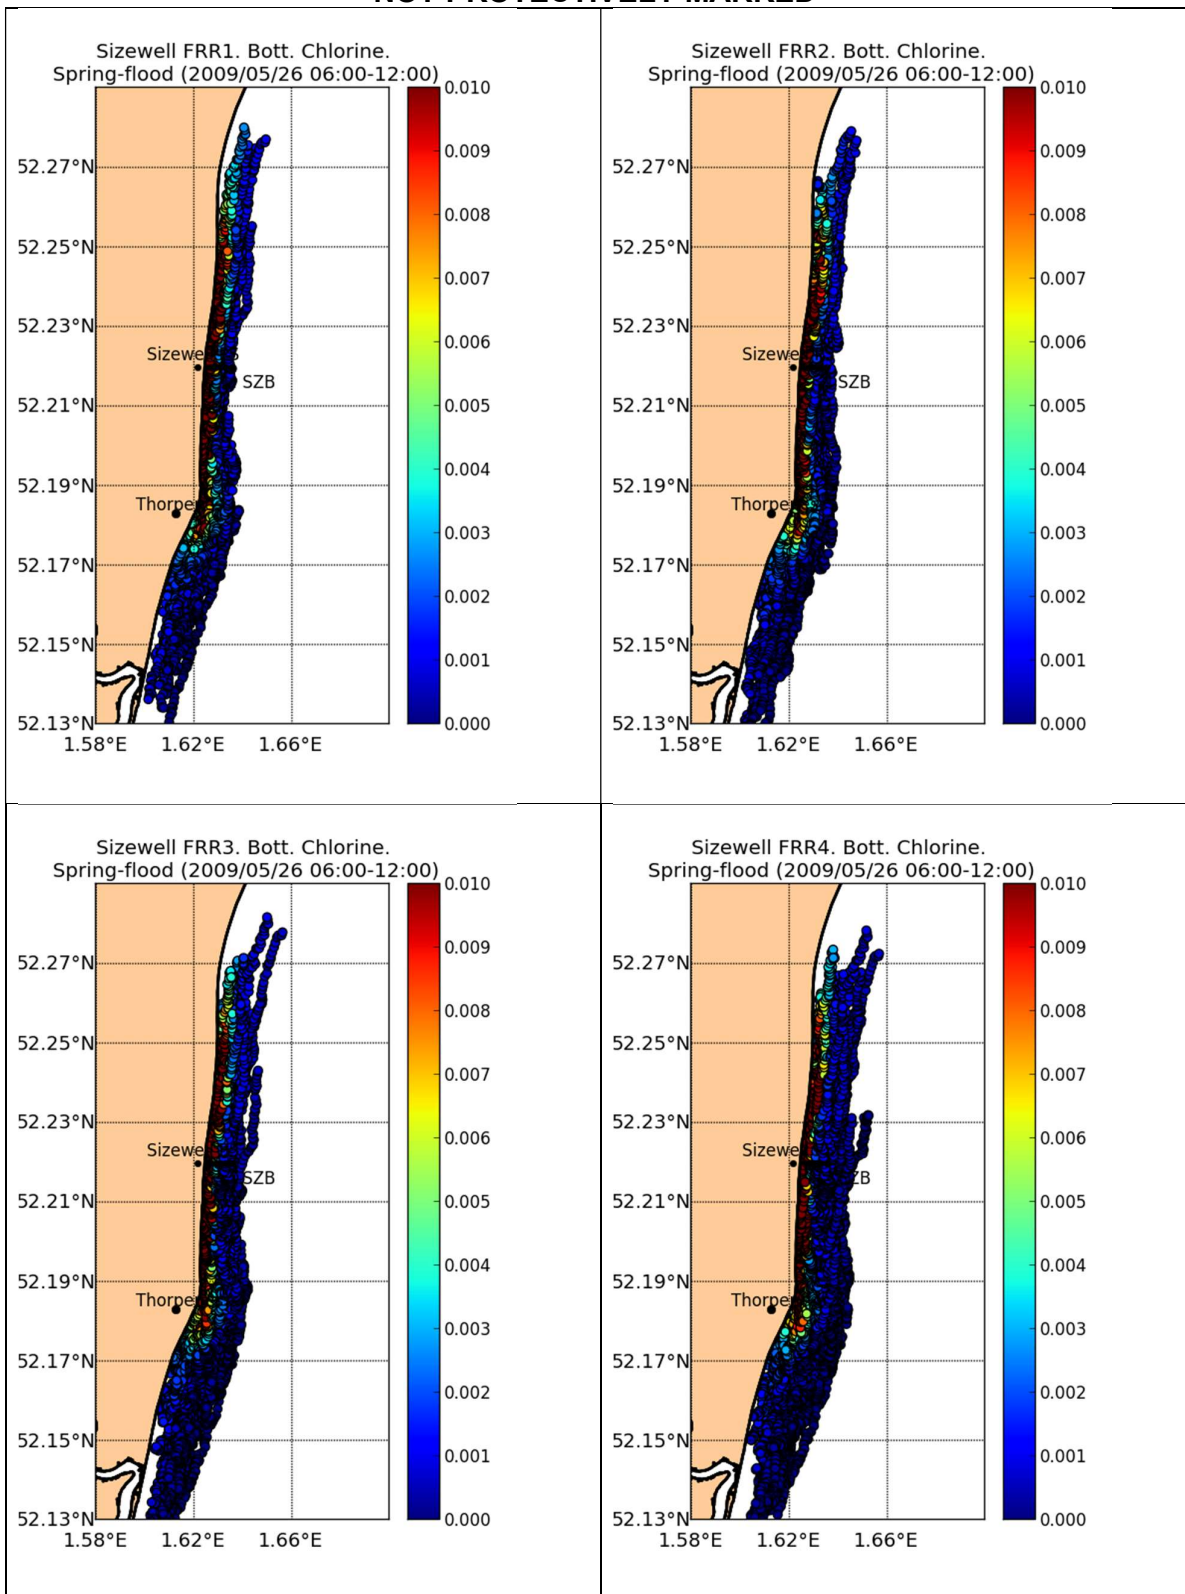 NOT PROTECTIVELY MARKED
Sizewell FRR1. Bott. Chlorine.
Spring-flood (2009/05/26 06:00-12:00)
0.010
0.009
52.27°N
0.008
52.25°N
0.007
52.23°N
0.006
Sizewe
SZB
52.21°N
0.005
0.004
52.19°N
Thorpe
0.003
52.17°N
0.002
52.15°N
0.001
52.13°N
0.000
1.58°E 1.62°E 1.66°E
Sizewell FRR2. Bott. Chlorine.
Spring-flood (2009/05/26 06:00-12:00)
0.010
0.009
52.27°N
0.008
52.25°N
0.007
52.23°N
0.006
Sizewe
SZB
52.21°N
0.005
0.004
52.19°N
Thorpe
0.003
52.17°N
0.002
52.15°N
0.001
52.13°N
0.000
1.58°E 1.62°E 1.66°E
Sizewell FRR3. Bott. Chlorine.
Spring-flood (2009/05/26 06:00-12:00)
0.010
0.009
52.27°N
0.008
52.25°N
0.007
52.23°N
0.006
Sizewe
SZB
52.21°N
0.005
0.004
52.19°N
Thorpe
0.003
52.17°N
0.002
52.15°N
0.001
52.13°N
0.000
1.58°E 1.62°E 1.66°E
Sizewell FRR4. Bott. Chlorine.
Spring-flood (2009/05/26 06:00-12:00)
0.010
0.009
52.27°N
0.008
52.25°N
0.007
52.23°N
0.006
Sizewe
ZB
52.21°N
0.005
0.004
52.19°N
Thorpe
0.003
52.17°N
0.002
52.15°N
0.001
52.13°N
0.000
1.58°E 1.62°E 1.66°E